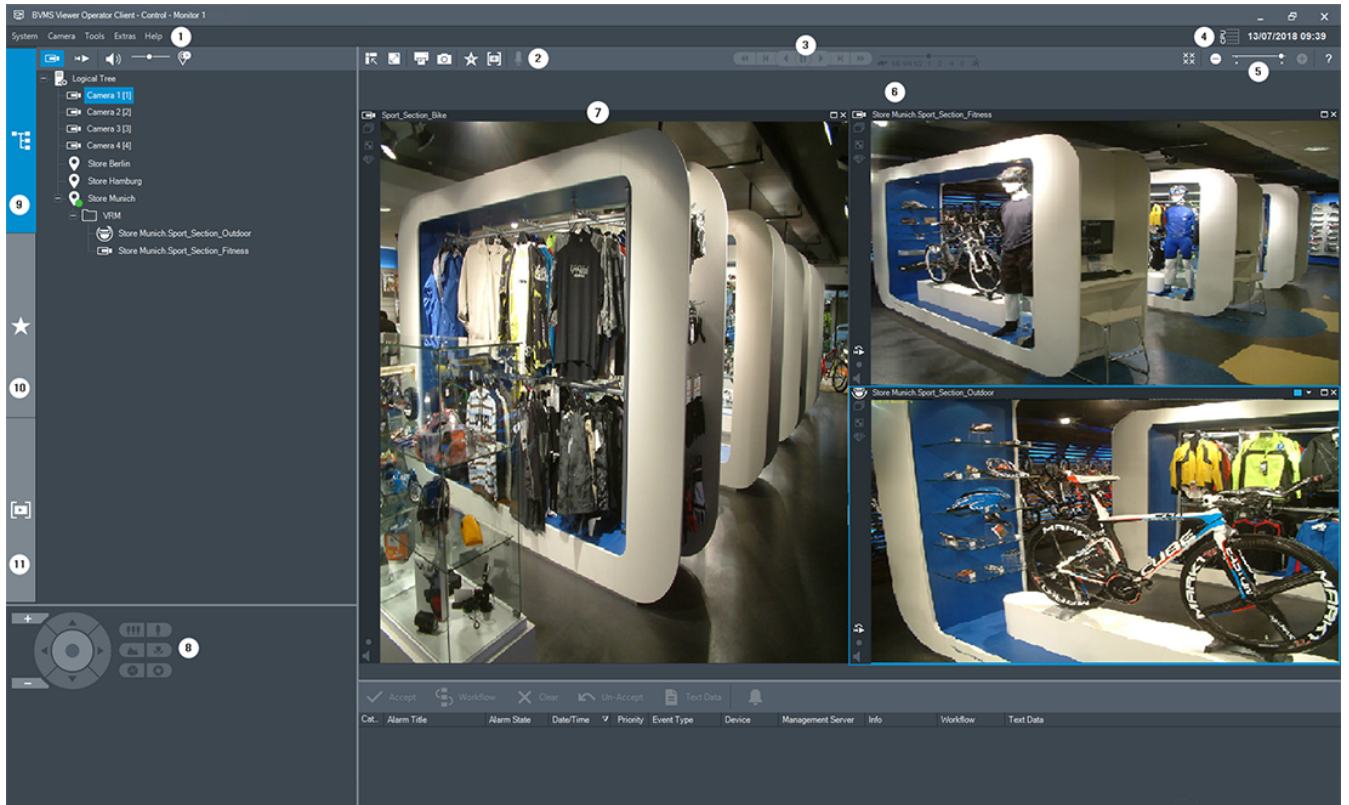 BVMS Viewer Operator Client - Control - Monitor 1
System Camera Tools Extras Help 1
4 13/07/2018 09:39
2
3
5
?
Logical Tree
Camera 1 [1]
Camera 2 [2]
Camera 3 [3]
Camera 4 [4]
Store Berlin
Store Hamburg
Store Munich
VRM
Store Munich.Sport_Section_Outdoor
Store Munich.Sport_Section_Fitness
9
10
11
8
7
Sport_Section_Bike
6
Store Munich.Sport_Section_Fitness
Store Munich.Sport_Section_Outdoor
CUBE
Accept Workflow Clear Un-Accept Text Data
Cat.. Alarm Title Alarm State Date/Time Priority Event Type Device Management Server Info Workflow Text Data